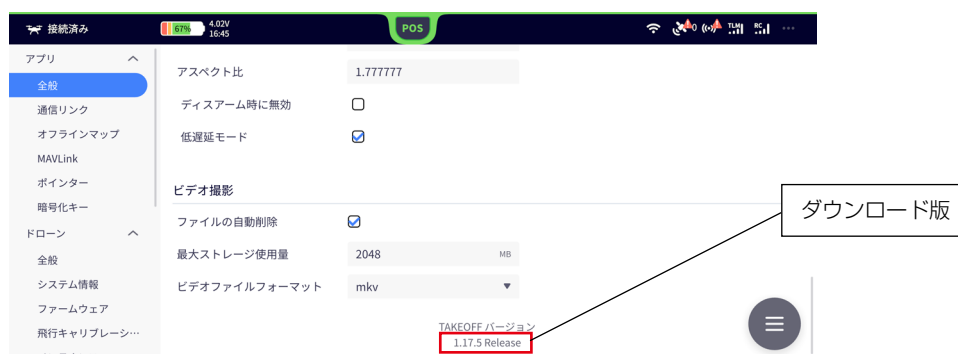 接続済み
67%
4.02V
16:45
POS
0
TLM
RC
アプリ
全般
通信リンク
オフラインマップ
MAVLink
ポインター
暗号化キー
ドローン
全般
システム情報
ファームウェア
飛行キャリブレーシ…
アスペクト比 1.777777
ディスアーム時に無効
低遅延モード
ビデオ撮影
ファイルの自動削除
最大ストレージ使用量 2048 MB
ビデオファイルフォーマット mkv
TAKEOFF バージョン
1.17.5 Release
ダウンロード版